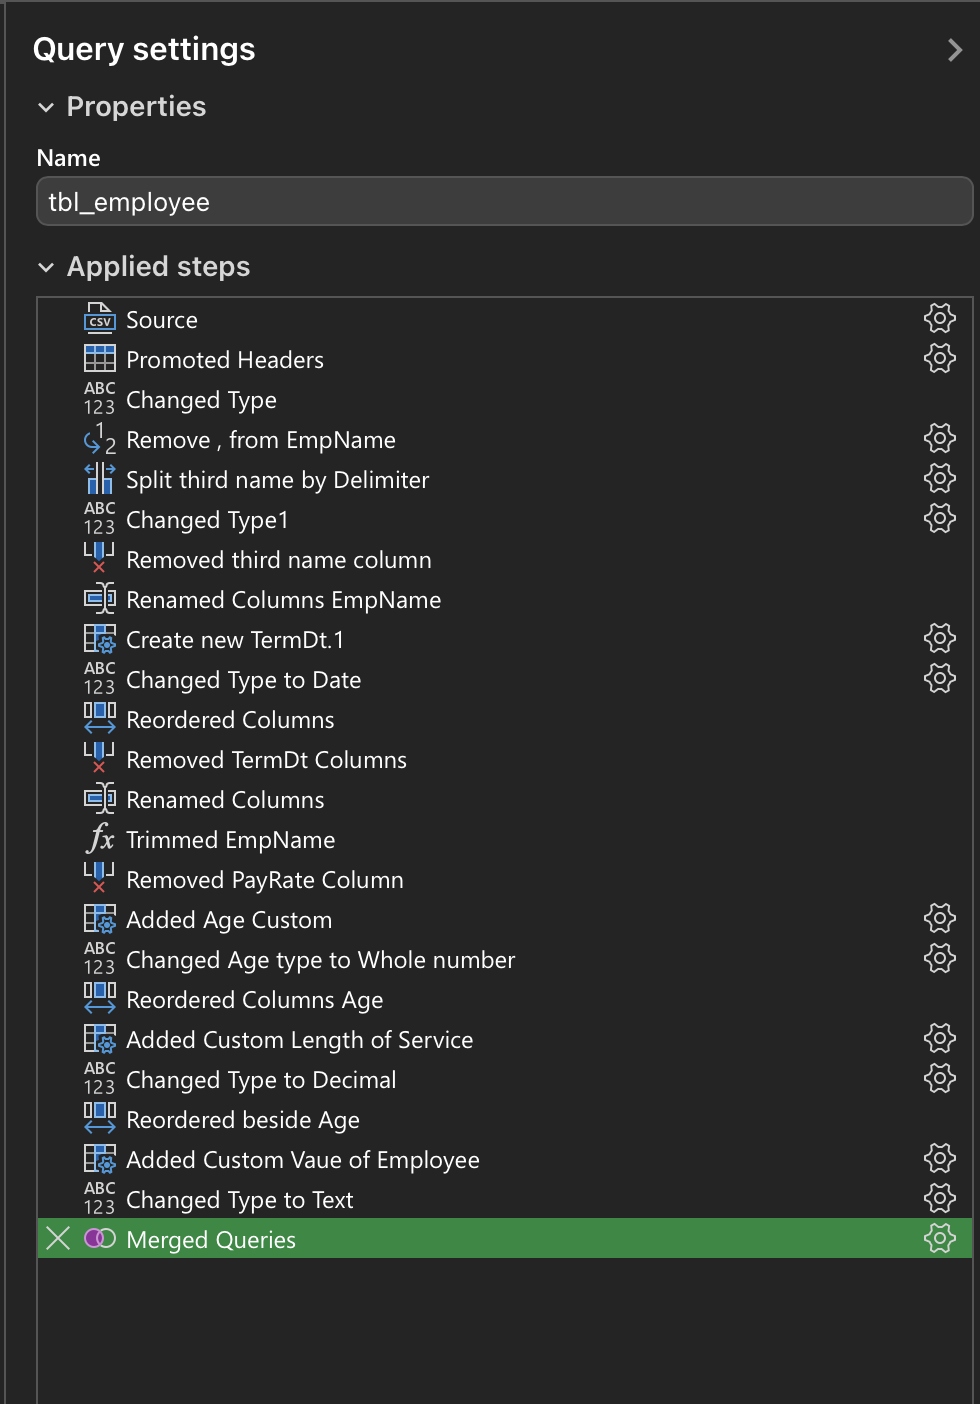 Query settings
Properties
Name
tbl_employee
Applied steps
CSV Source
Promoted Headers
ABC 123 Changed Type
1 2 Remove , from EmpName
Split third name by Delimiter
ABC 123 Changed Type1
Removed third name column
Renamed Columns EmpName
Create new TermDt.1
ABC 123 Changed Type to Date
Reordered Columns
Removed TermDt Columns
Renamed Columns
fx Trimmed EmpName
Removed PayRate Column
Added Age Custom
ABC 123 Changed Age type to Whole number
Reordered Columns Age
Added Custom Length of Service
ABC 123 Changed Type to Decimal
Reordered beside Age
Added Custom Vaue of Employee
ABC 123 Changed Type to Text
Merged Queries